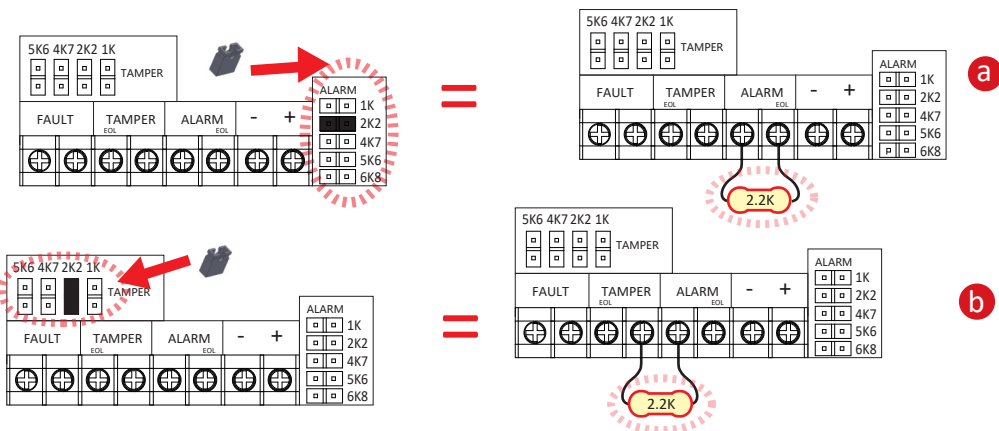 5K6 4K7 2K2 1K
TAMPER
FAULT TAMPER ALARM - +
EOL EOL
ALARM
1K
2K2
4K7
5K6
6K8
=
5K6 4K7 2K2 1K
TAMPER
FAULT TAMPER ALARM - +
EOL EOL
ALARM
1K
2K2
4K7
5K6
6K8
2.2K
a
5K6 4K7 2K2 1K
TAMPER
FAULT TAMPER ALARM - +
EOL EOL
ALARM
1K
2K2
4K7
5K6
6K8
=
5K6 4K7 2K2 1K
TAMPER
FAULT TAMPER ALARM - +
EOL EOL
ALARM
1K
2K2
4K7
5K6
6K8
2.2K
b